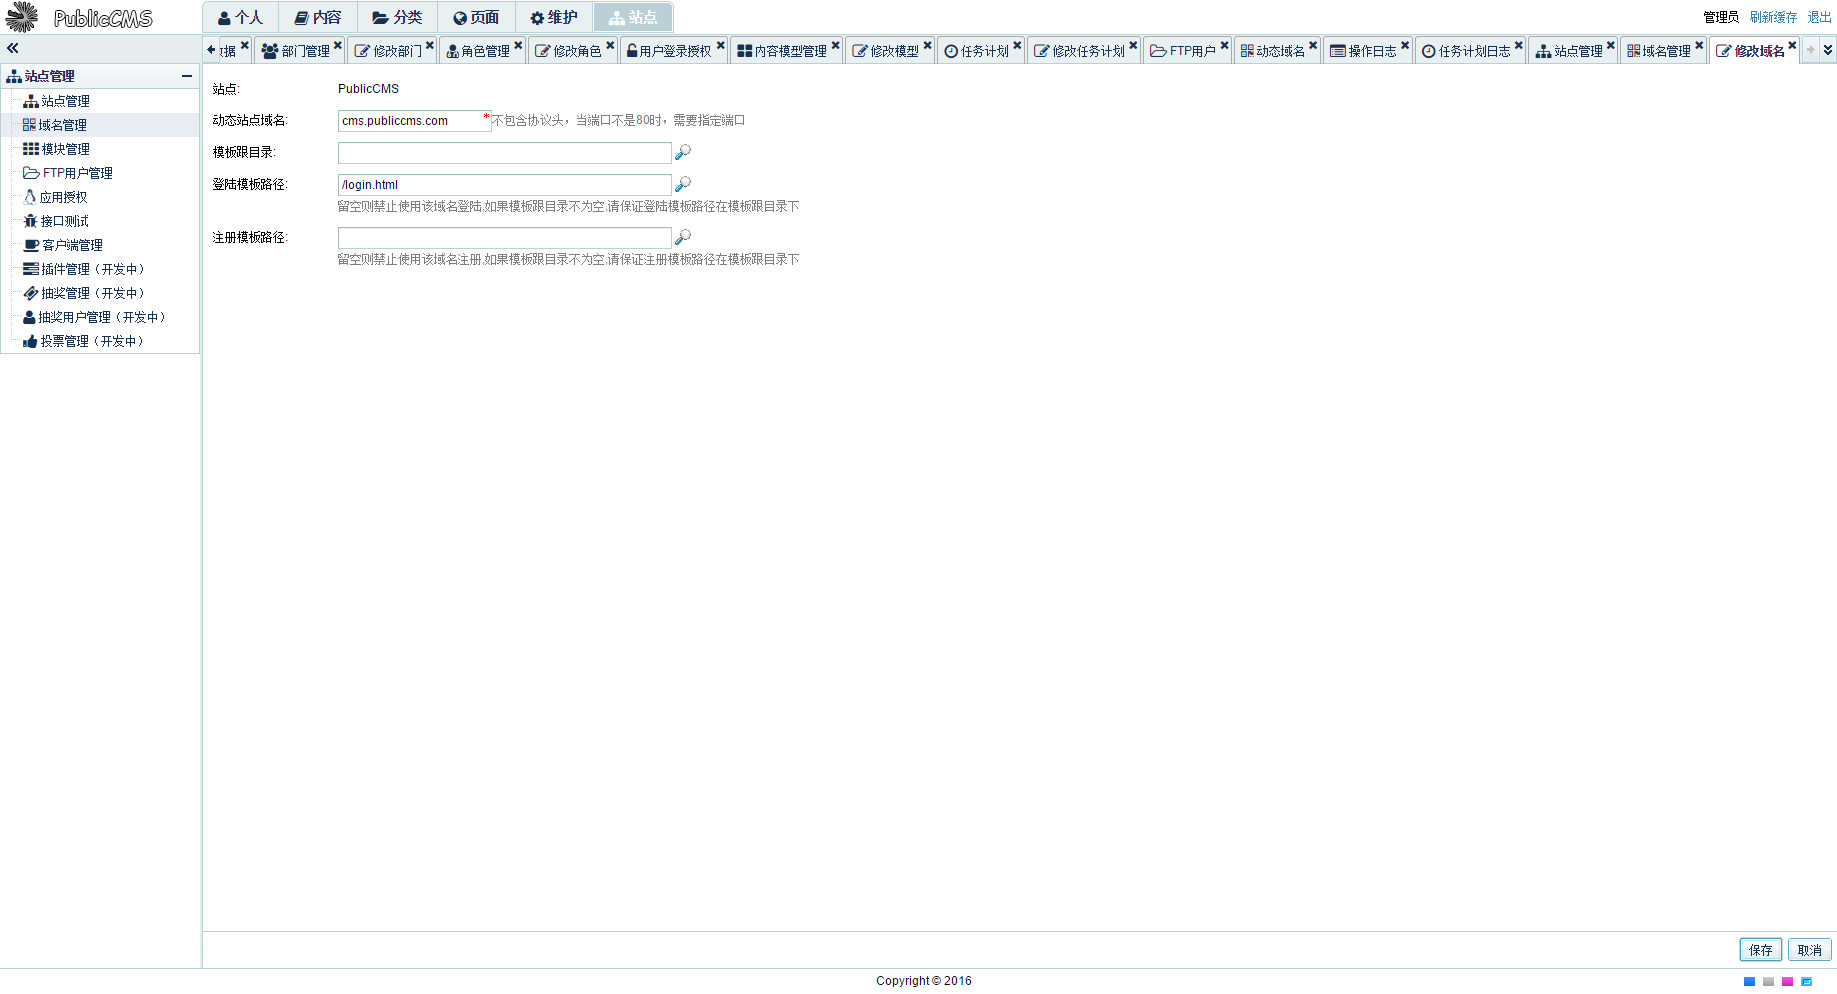 PublicCMS
个人 内容 分类 页面 维护 站点
管理员 刷新缓存 退出
据 部门管理 修改部门 角色管理 修改角色 用户登录授权 内容模型管理 修改模型 任务计划 修改任务计划 FTP用户 动态域名 操作日志 任务计划日志 站点管理 域名管理 修改域名
站点管理
站点管理
域名管理
模块管理
FTP用户管理
应用授权
接口测试
客户端管理
插件管理（开发中）
抽奖管理（开发中）
抽奖用户管理（开发中）
投票管理（开发中）
站点: PublicCMS
动态站点域名: cms.publiccms.com *不包含协议头，当端口不是80时，需要指定端口
模板跟目录:
登陆模板路径: /login.html
留空则禁止使用该域名登陆,如果模板跟目录不为空,请保证登陆模板路径在模板跟目录下
注册模板路径:
留空则禁止使用该域名注册,如果模板跟目录不为空,请保证注册模板路径在模板跟目录下
保存 取消
Copyright © 2016